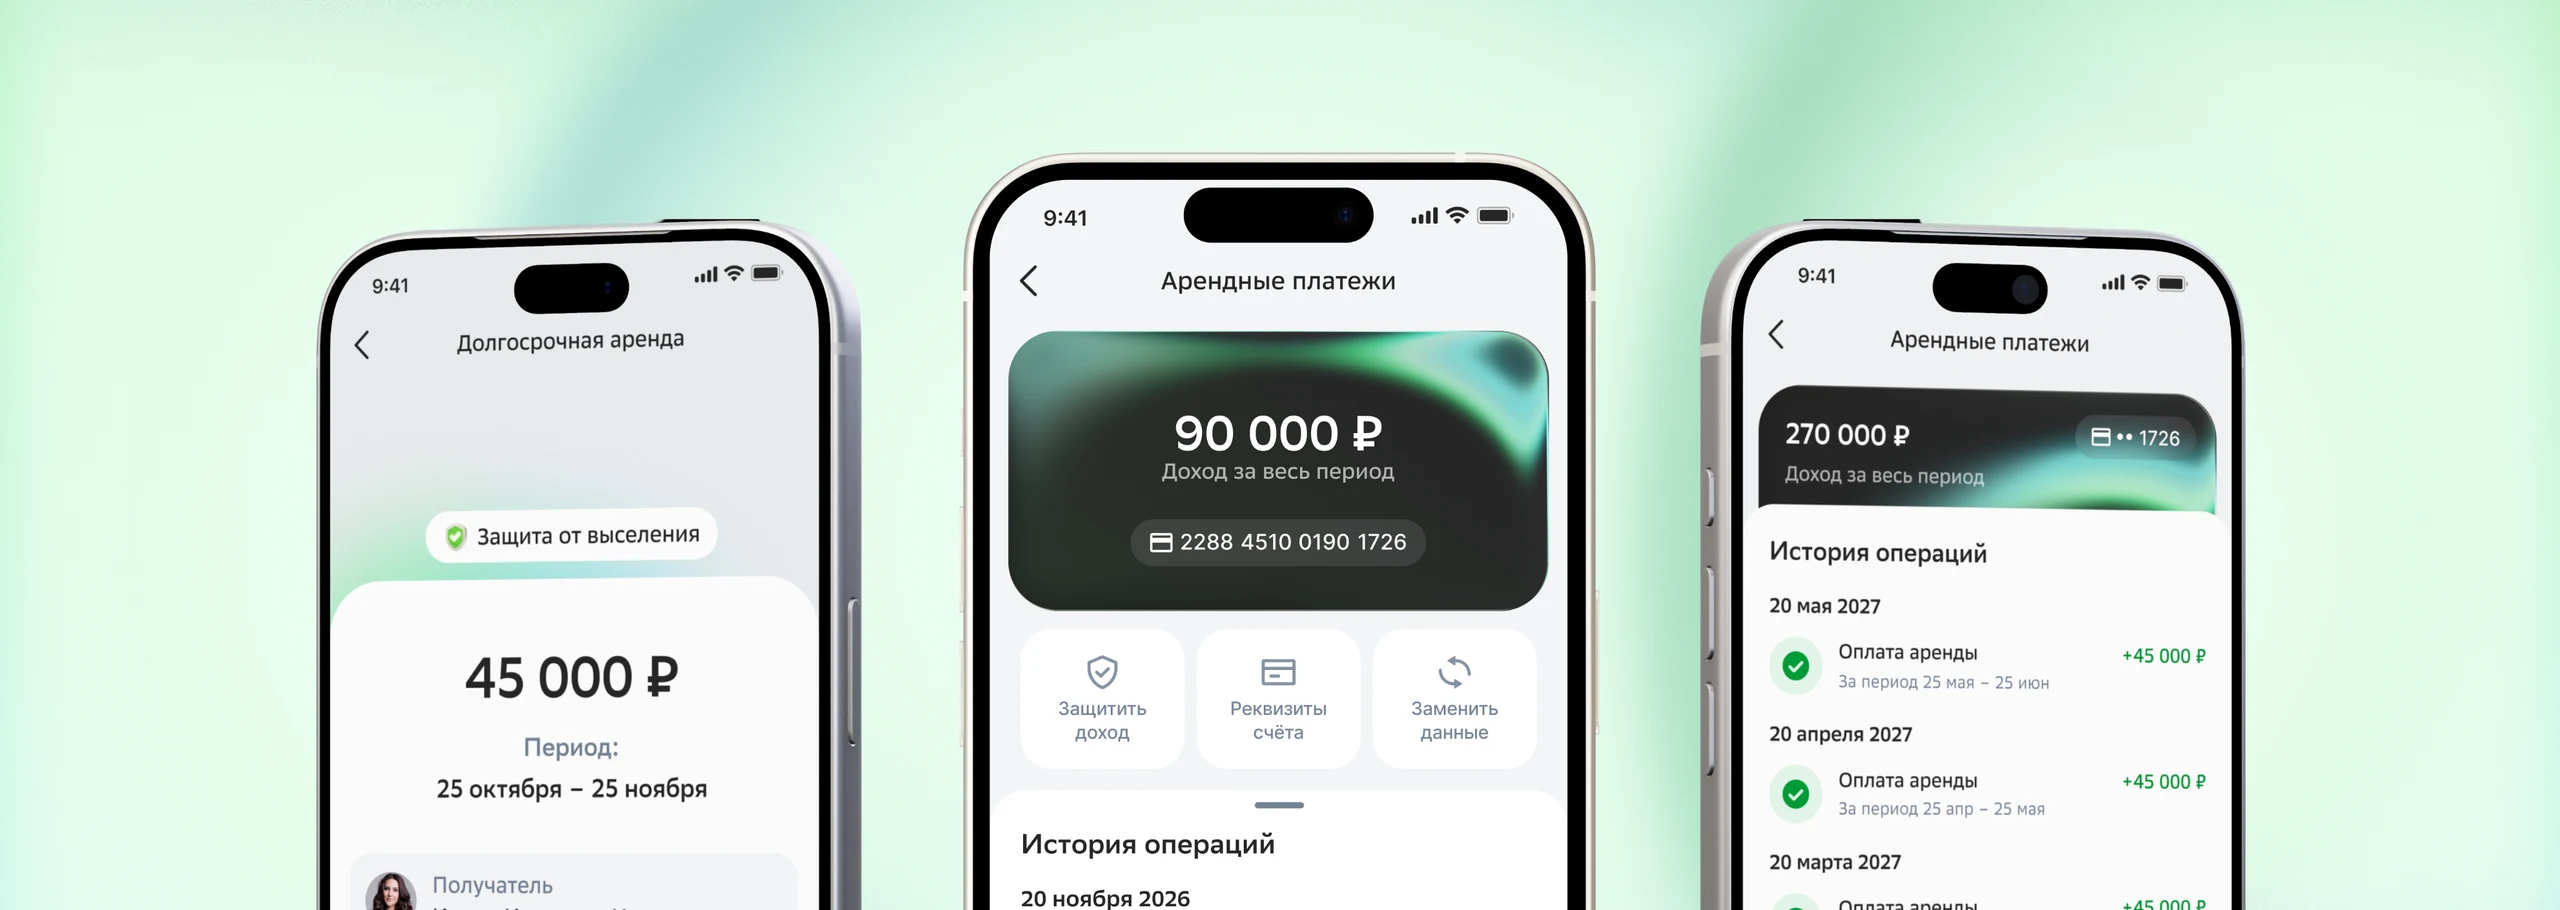 9:41
Долгосрочная аренда
Защита от выселения
45 000 ₽
Период:
25 октября – 25 ноября
Получатель
9:41
Арендные платежи
90 000 ₽
Доход за весь период
2288 4510 0190 1726
Защитить
доход
Реквизиты
счёта
Заменить
данные
История операций
20 ноября 2026
9:41
Арендные платежи
270 000 ₽
•• 1726
Доход за весь период
История операций
20 мая 2027
Оплата аренды
+45 000 ₽
За период 25 мая – 25 июн
20 апреля 2027
Оплата аренды
+45 000 ₽
За период 25 апр – 25 мая
20 марта 2027
Оплата аренды
+45 000 ₽